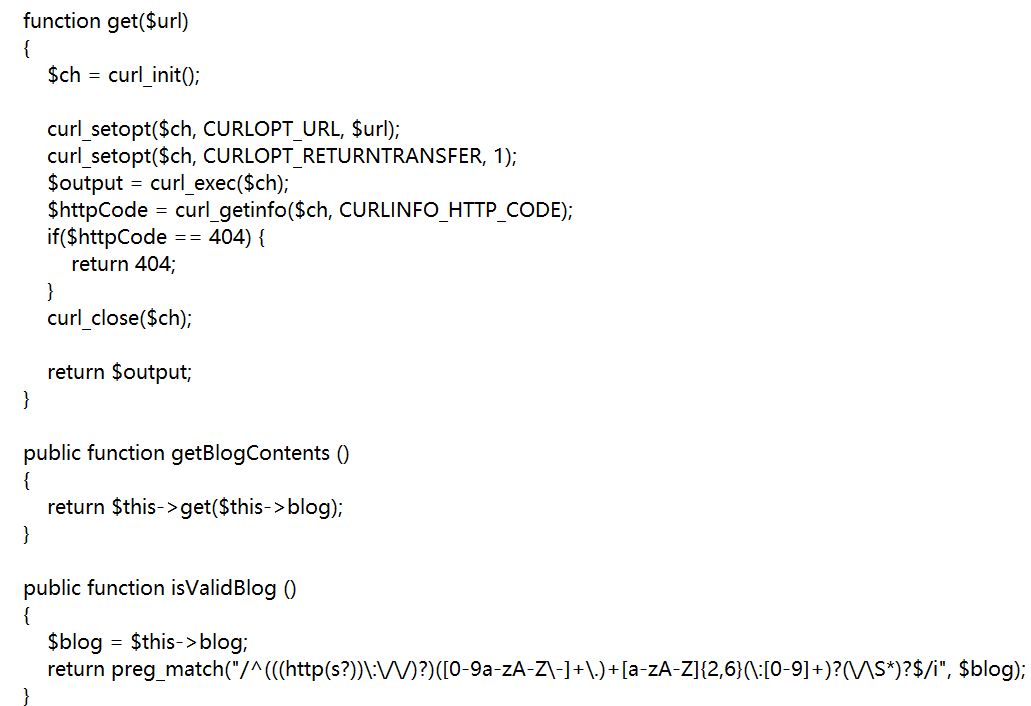 function get($url)
{
    $ch = curl_init();

    curl_setopt($ch, CURLOPT_URL, $url);
    curl_setopt($ch, CURLOPT_RETURNTRANSFER, 1);
    $output = curl_exec($ch);
    $httpCode = curl_getinfo($ch, CURLINFO_HTTP_CODE);
    if($httpCode == 404) {
        return 404;
    }
    curl_close($ch);

    return $output;
}

public function getBlogContents ()
{
    return $this->get($this->blog);
}

public function isValidBlog ()
{
    $blog = $this->blog;
    return preg_match("/^(((http(s?))\:\/\/)?)([0-9a-zA-Z\-]+\.)+[a-zA-Z]{2,6}(\:[0-9]+)?(\/\S*)?$/i", $blog);
}